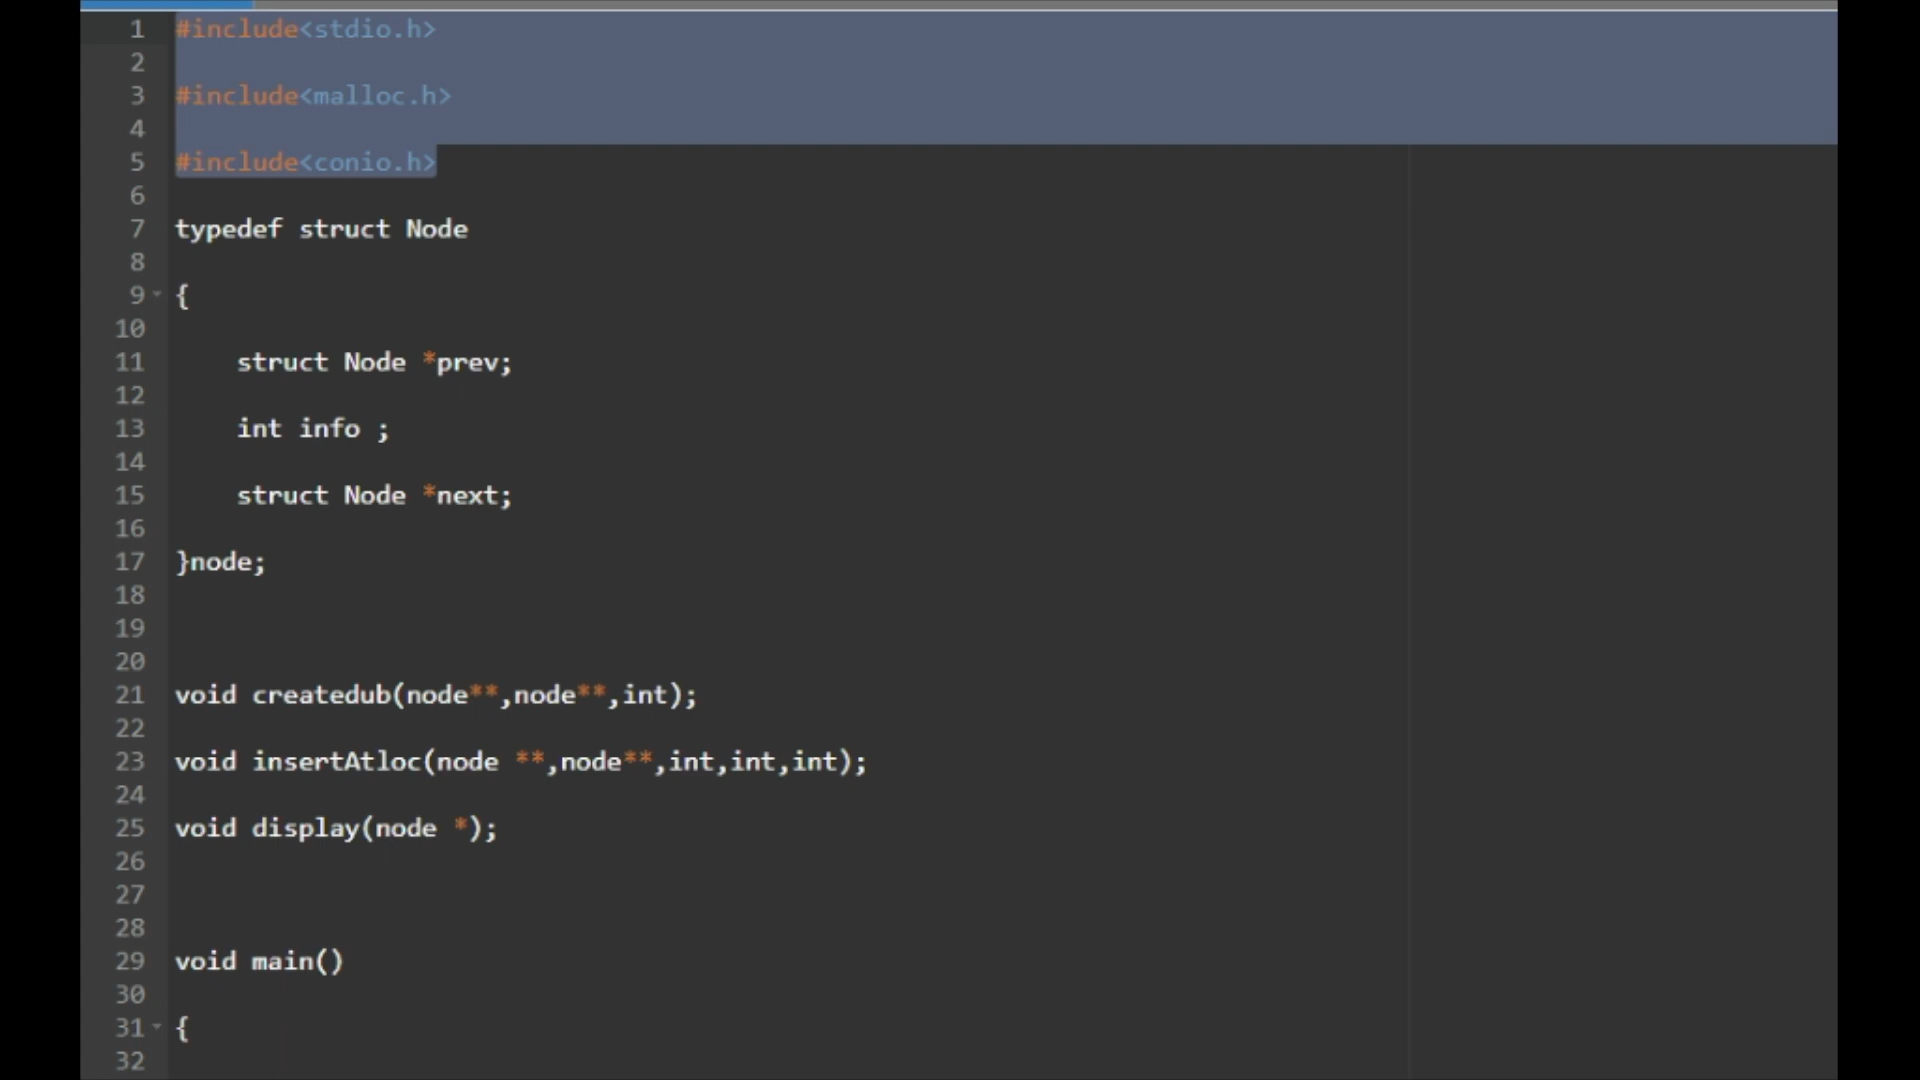 1 #include<stdio.h>
2
3 #include<malloc.h>
4
5 #include<conio.h>
6
7 typedef struct Node
8
9 {
10
11 struct Node *prev;
12
13 int info ;
14
15 struct Node *next;
16
17 }node;
18
19
20
21 void createdub(node**,node**,int);
22
23 void insertAtloc(node **,node**,int,int,int);
24
25 void display(node *);
26
27
28
29 void main()
30
31 {
32